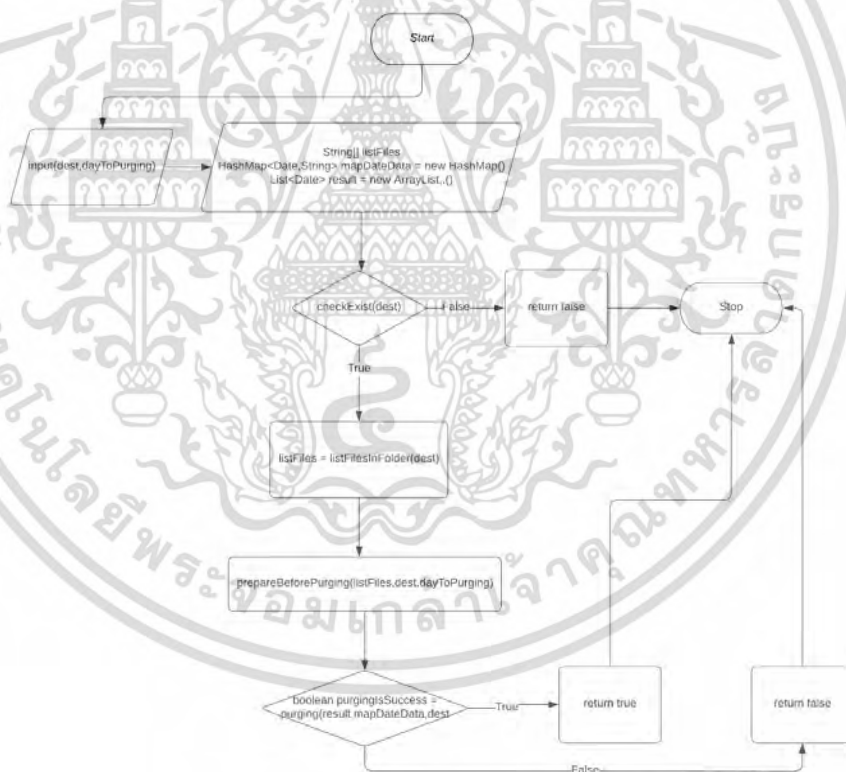 Start
input(dest,dayToPurging)
String[] listFiles
HashMap<Date,String> mapDateData = new HashMap()
List<Date> result = new ArrayList,.()
checkExist(dest)
False
return false
Stop
True
listFiles = listFilesInFolder(dest)
prepareBeforePurging(listFiles,dest,dayToPurging)
boolean purgingIsSuccess =
purging(result,mapDateData,dest
True
return true
return false
False